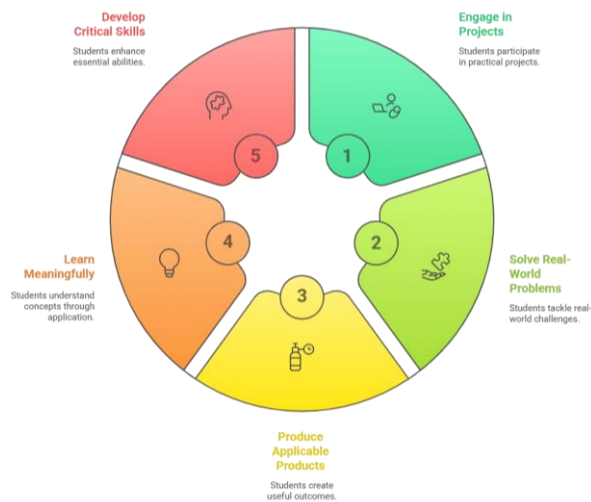 Develop
Critical Skills
Students enhance
essential abilities.
Engage in
Projects
Students participate
in practical projects.
5
1
4
2
3
Learn
Meaningfully
Students understand
concepts through
application.
Solve Real-
World
Problems
Students tackle real-
world challenges.
Produce
Applicable
Products
Students create
useful outcomes.